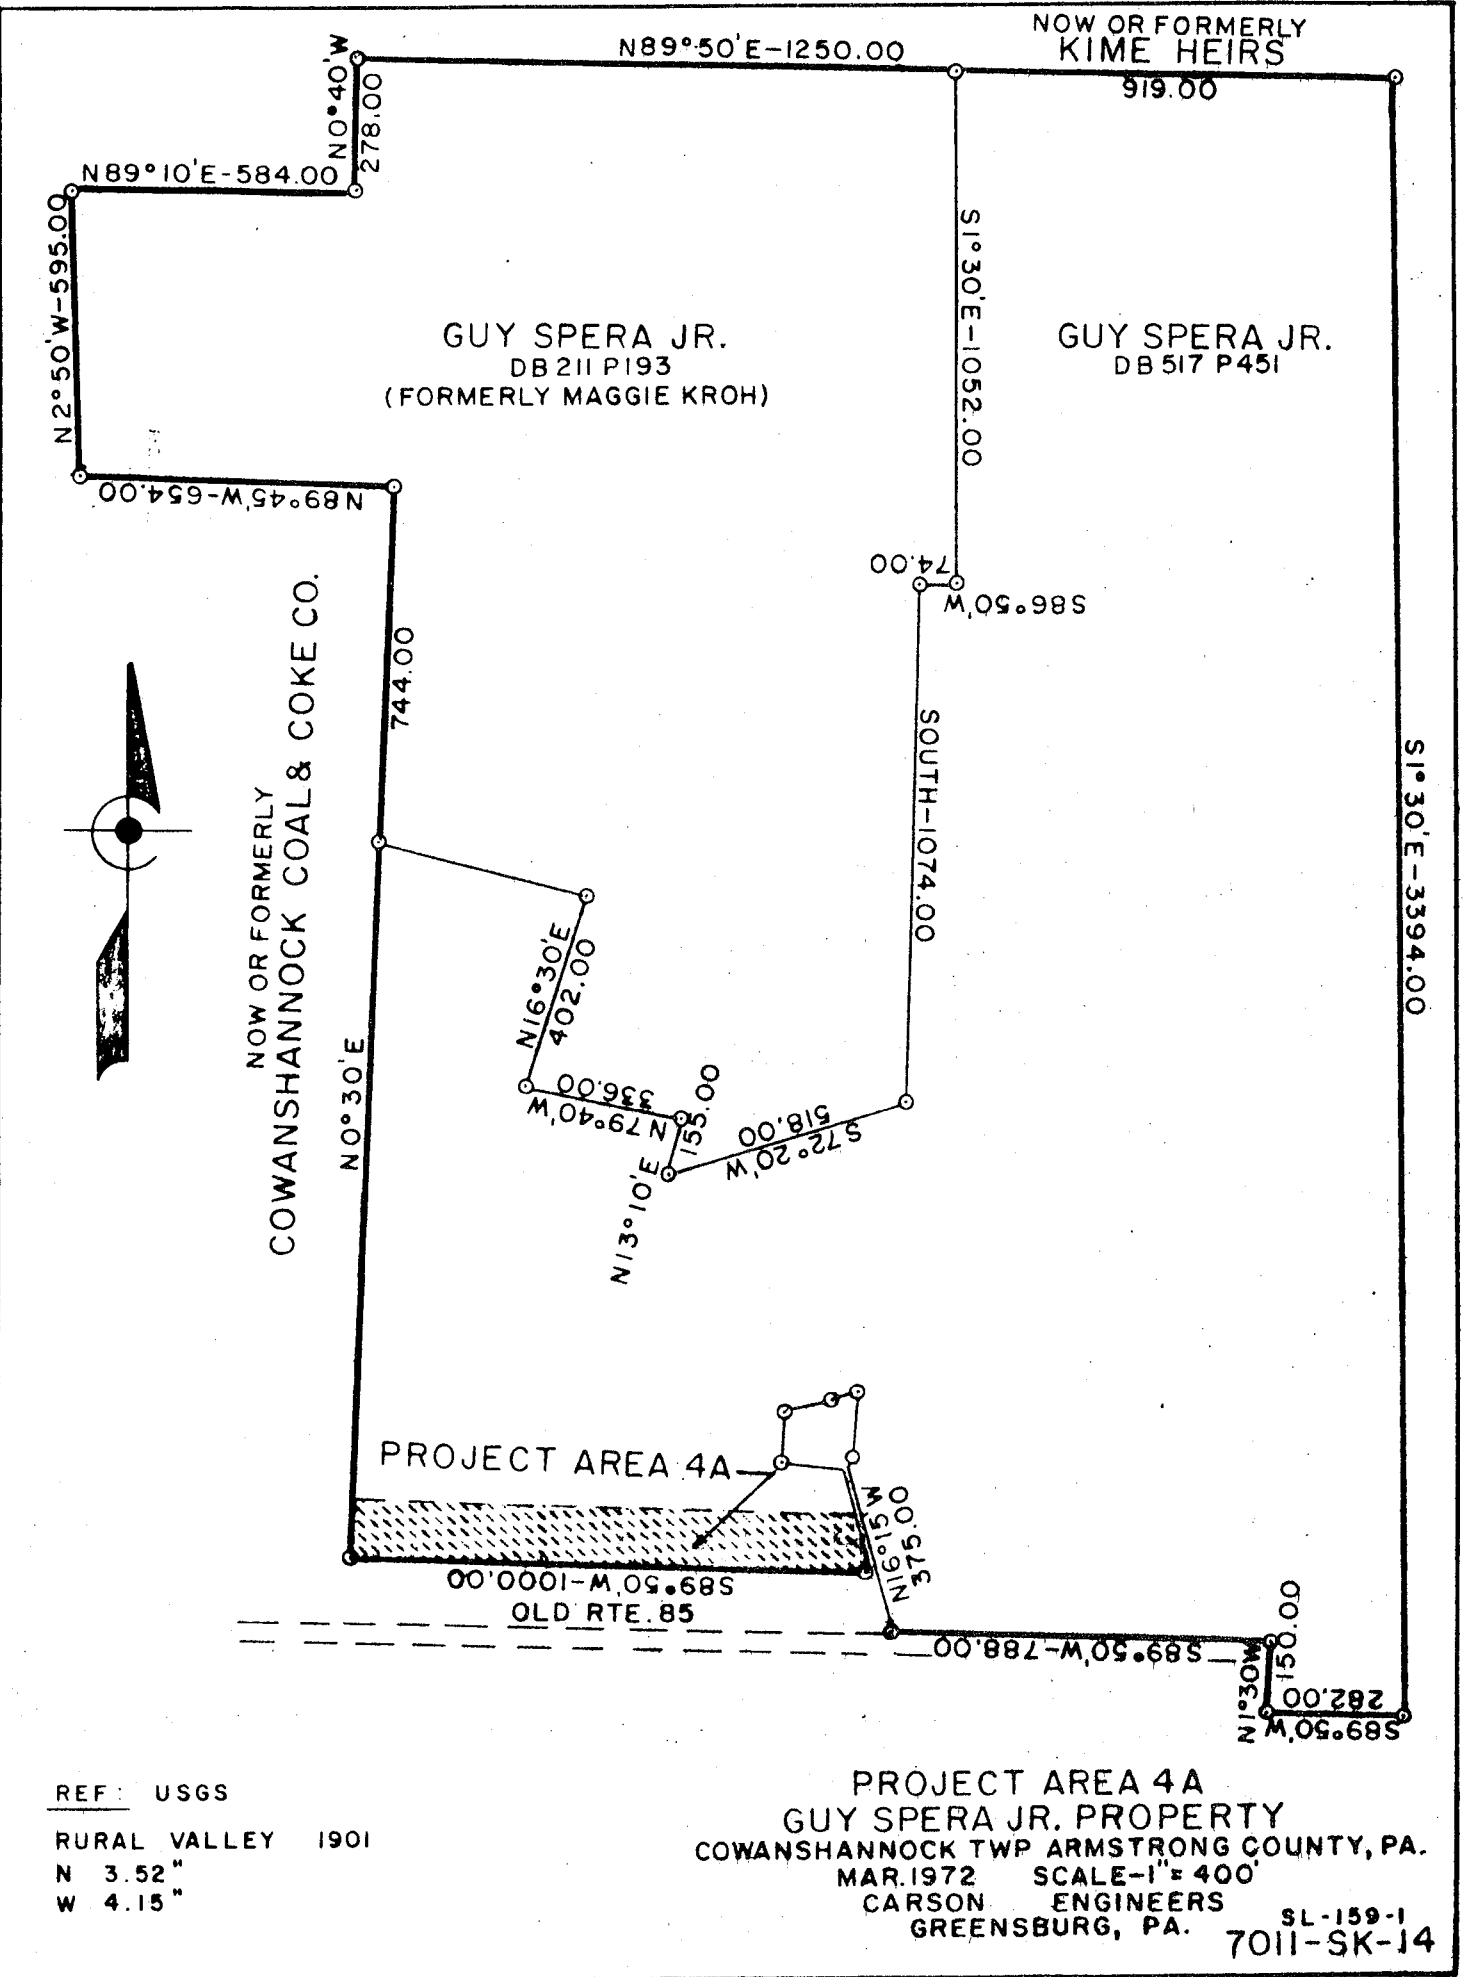 NOW OR FORMERLY
KIME HEIRS
N89°50'E-1250.00
919.00
N0°40'W
278.00
N89°10'E-584.00
N2°50'W-595.00
S1°30'E-1052.00
GUY SPERA JR.
DB 211 P193
(FORMERLY MAGGIE KROH)
GUY SPERA JR.
DB 517 P451
N89°45'W-654.00
74.00
S86°50'W
744.00
NOW OR FORMERLY
COWANSHANNOCK COAL & COKE CO.
SOUTH-1074.00
S1°30'E-3394.00
N16°30'E
402.00
N0°30'E
336.00
N79°40'W
155.00
N13°10'E
518.00
S72°20'W
PROJECT AREA 4A
N16°15'W
375.00
S89°50'W-1000.00
OLD RTE. 85
S89°50'W-788.00
N1°30W
150.00
282.00
S89°50'W
REF: USGS
RURAL VALLEY 1901
N 3.52"
W 4.15"
PROJECT AREA 4A
GUY SPERA JR. PROPERTY
COWANSHANNOCK TWP ARMSTRONG COUNTY, PA.
MAR.1972 SCALE-1"=400'
CARSON ENGINEERS
GREENSBURG, PA.
SL-159-1
7011-SK-14